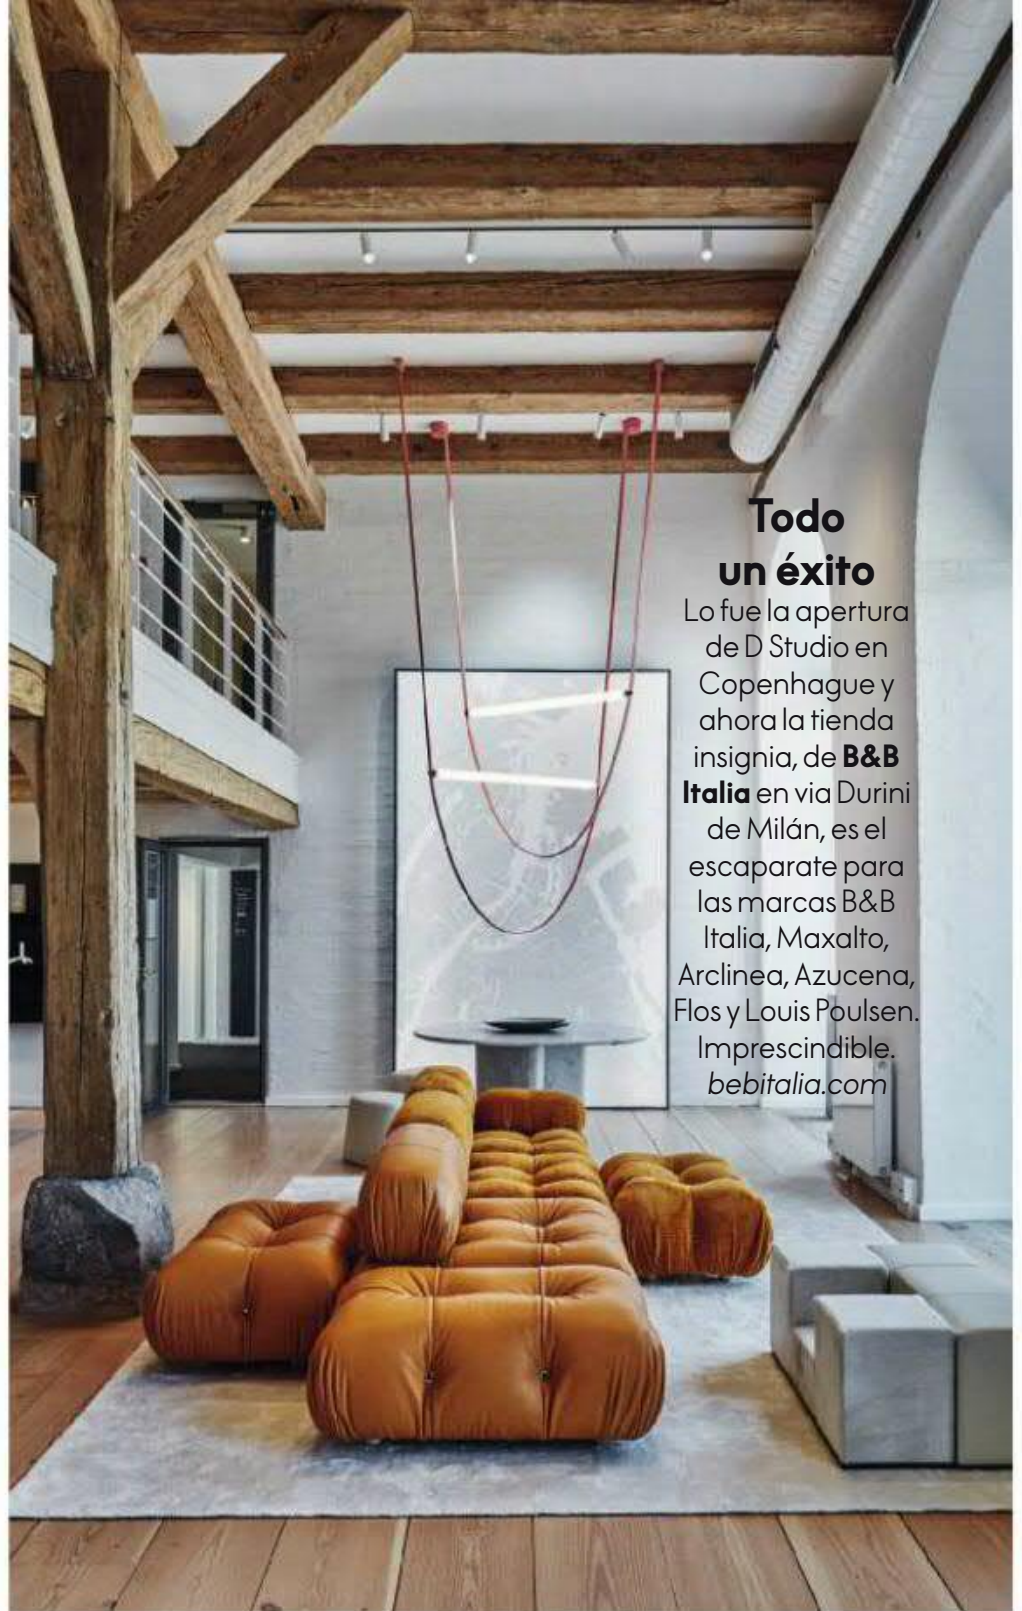 Todo
un éxito
Lo fue la apertura
de D Studio en
Copenhague y
ahora la tienda
insignia, de B&B
Italia en via Durini
de Milán, es el
escaparate para
las marcas B&B
Italia, Maxalto,
Arclinea, Azucena,
Flos y Louis Poulsen.
Imprescindible.
bebitalia.com